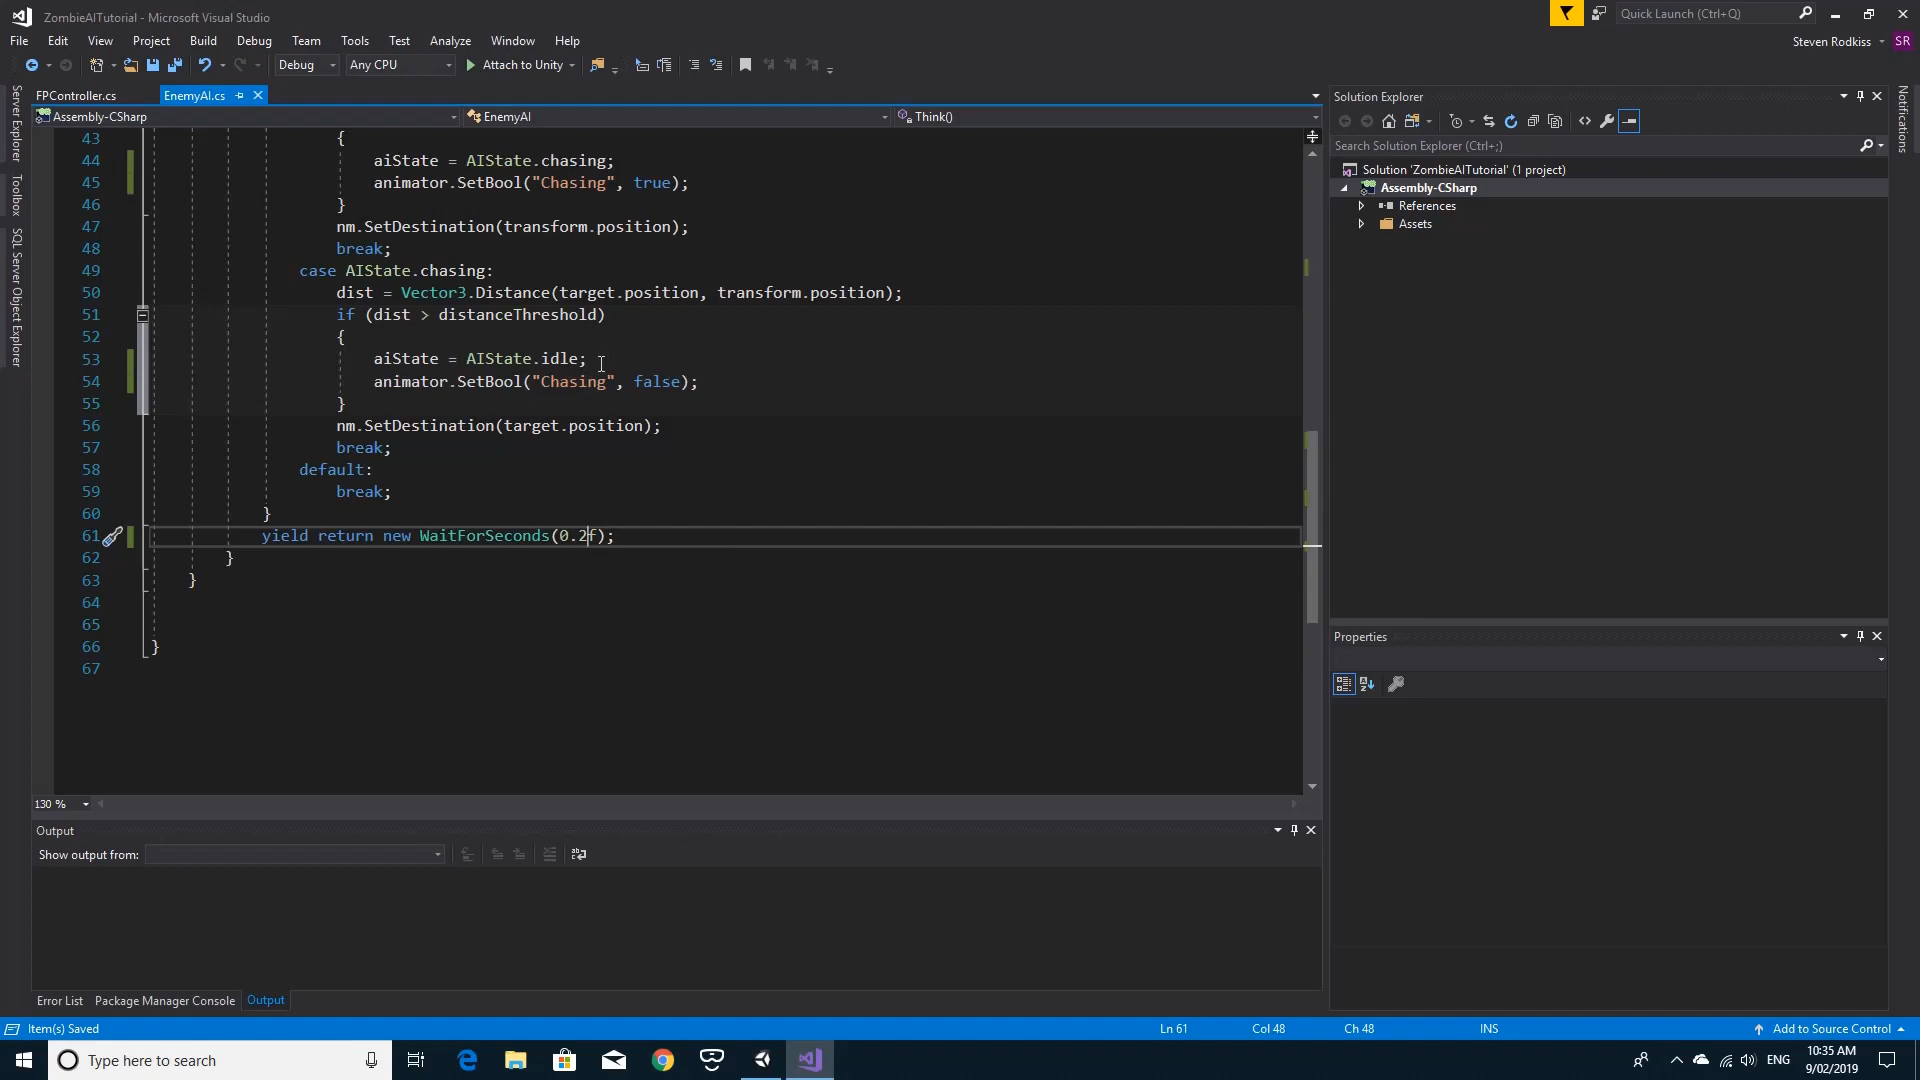 ZombieAITutorial - Microsoft Visual Studio
Quick Launch (Ctrl+Q)
File Edit View Project Build Debug Team Tools Test Analyze Window Help
Steven Rodkiss SR
Debug Any CPU Attach to Unity
FPController.cs EnemyAI.cs
Assembly-CSharp EnemyAI Think()
Server Explorer
Toolbox
SQL Server Object Explorer
43 {
44 aiState = AIState.chasing;
45 animator.SetBool("Chasing", true);
46 }
47 nm.SetDestination(transform.position);
48 break;
49 case AIState.chasing:
50 dist = Vector3.Distance(target.position, transform.position);
51 if (dist > distanceThreshold)
52 {
53 aiState = AIState.idle;
54 animator.SetBool("Chasing", false);
55 }
56 nm.SetDestination(target.position);
57 break;
58 default:
59 break;
60 }
61 yield return new WaitForSeconds(0.2f);
62 }
63 }
64
65
66 }
67
130 %
Output
Show output from:
Error List Package Manager Console Output
Solution Explorer
Search Solution Explorer (Ctrl+;)
Solution 'ZombieAITutorial' (1 project)
Assembly-CSharp
References
Assets
Properties
Notifications
Item(s) Saved Ln 61 Col 48 Ch 48 INS Add to Source Control
Type here to search
ENG
10:35 AM
9/02/2019